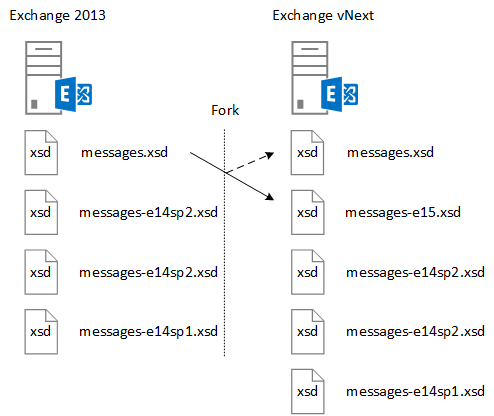 Exchange 2013
Exchange vNext
E
E
Fork
xsd
messages.xsd
xsd
messages.xsd
xsd
messages-e14sp2.xsd
xsd
messages-e15.xsd
xsd
messages-e14sp2.xsd
xsd
messages-e14sp2.xsd
xsd
messages-e14sp1.xsd
xsd
messages-e14sp2.xsd
xsd
messages-e14sp1.xsd